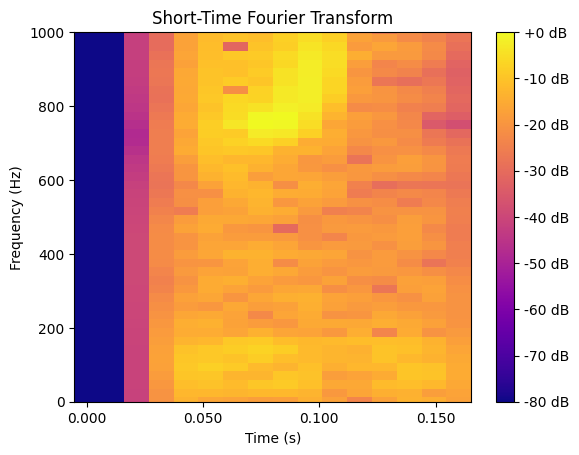 Short-Time Fourier Transform
1000
800
600
400
200
0
Frequency (Hz)
0.000
0.050
0.100
0.150
Time (s)
+0 dB
-10 dB
-20 dB
-30 dB
-40 dB
-50 dB
-60 dB
-70 dB
-80 dB